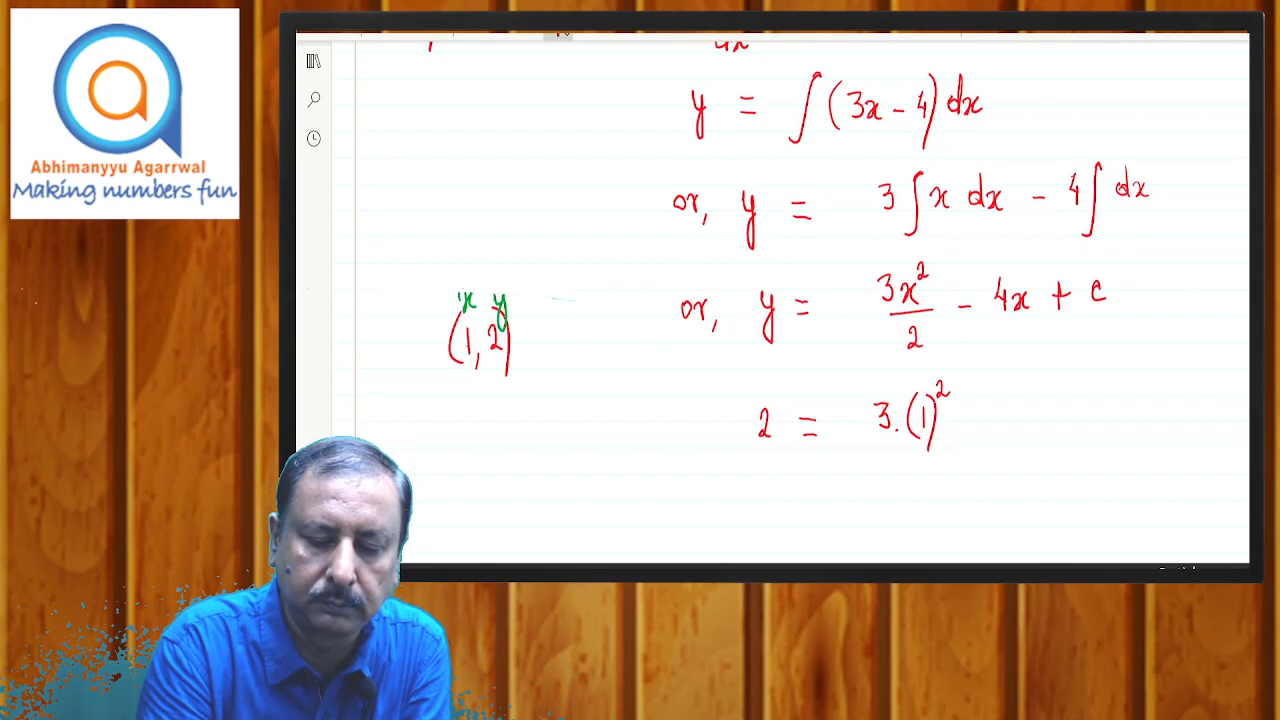 Abhimanyyu Agarrwal
Making numbers fun
y = ∫(3x - 4) dx
or, y = 3∫x dx - 4∫dx
x y
(1, 2)
or, y = 3x²/2 - 4x + c
2 = 3.(1)²